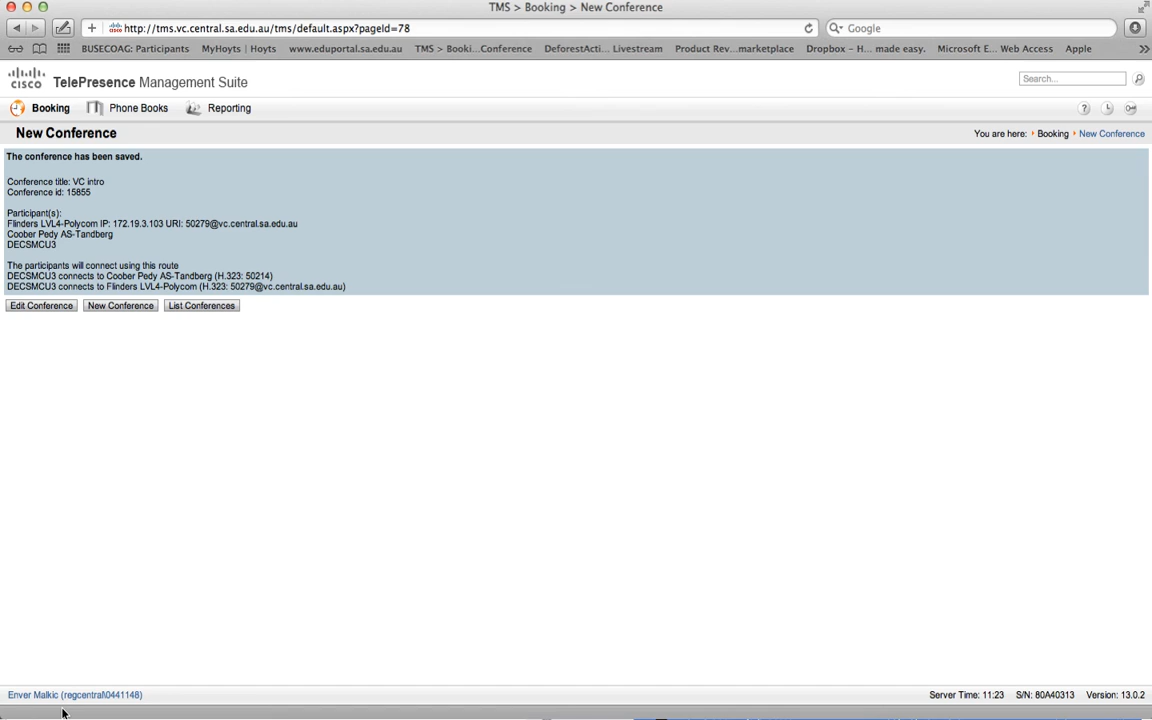 TMS > Booking > New Conference
http://tms.vc.central.sa.edu.au/tms/default.aspx?pageId=78
Google
BUSECOAG: Participants MyHoyts | Hoyts www.eduportal.sa.edu.au TMS > Booki...Conference DeforestActi... Livestream Product Rev...marketplace Dropbox – H... made easy. Microsoft E... Web Access Apple
CISCO TelePresence Management Suite
Search...
Booking Phone Books Reporting
New Conference
You are here: Booking New Conference
The conference has been saved.
Conference title: VC intro
Conference id: 15855
Participant(s):
Flinders LVL4-Polycom IP: 172.19.3.103 URI: 50279@vc.central.sa.edu.au
Coober Pedy AS-Tandberg
DECSMCU3
The participants will connect using this route
DECSMCU3 connects to Coober Pedy AS-Tandberg (H.323: 50214)
DECSMCU3 connects to Flinders LVL4-Polycom (H.323: 50279@vc.central.sa.edu.au)
Edit Conference New Conference List Conferences
Enver Malkic (regcentral\0441148)
Server Time: 11:23 S/N: 80A40313 Version: 13.0.2